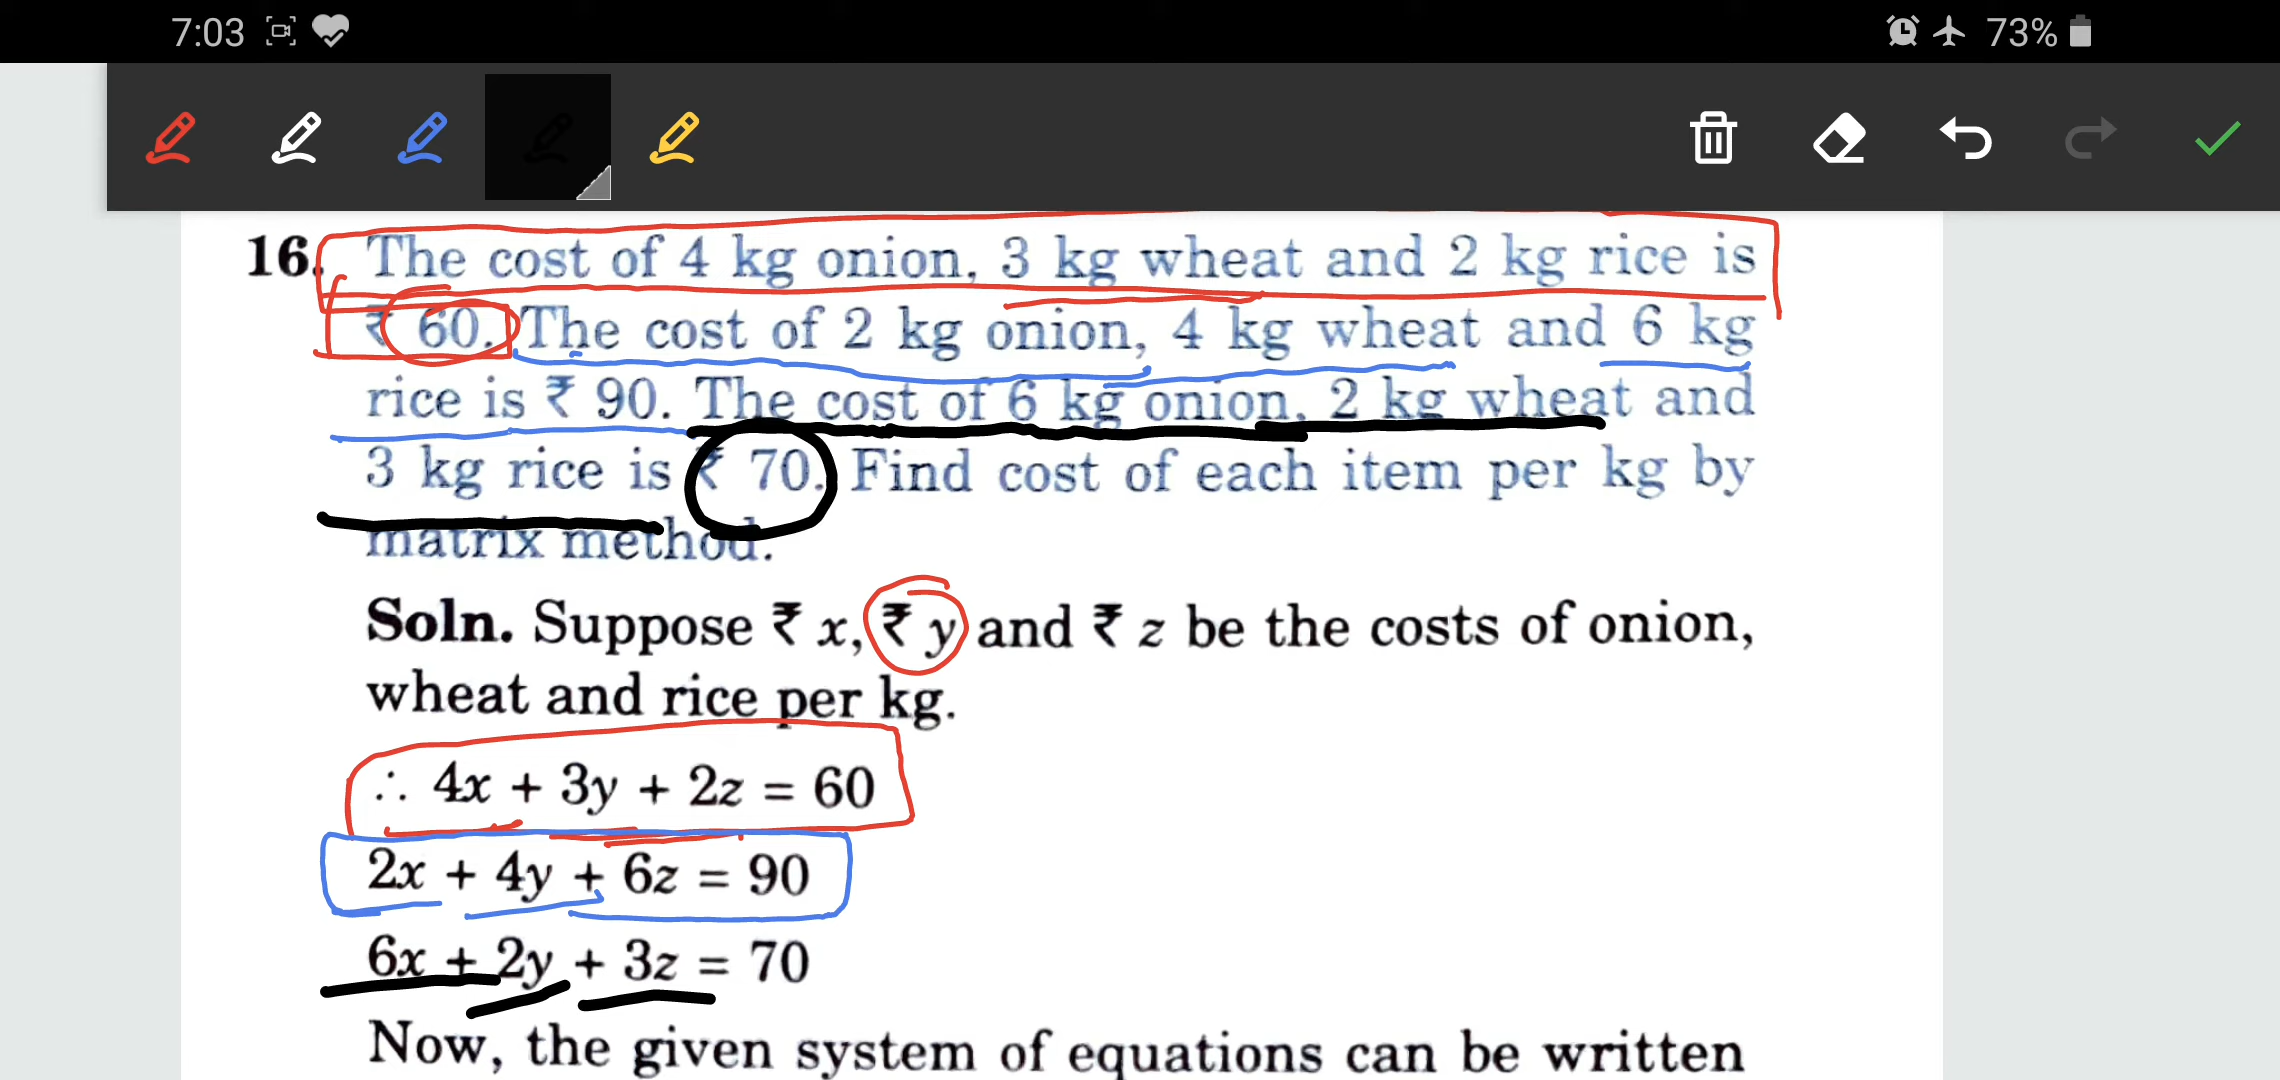 7:03 73%
16. The cost of 4 kg onion, 3 kg wheat and 2 kg rice is
₹ 60. The cost of 2 kg onion, 4 kg wheat and 6 kg
rice is ₹ 90. The cost of 6 kg onion, 2 kg wheat and
3 kg rice is ₹ 70. Find cost of each item per kg by
matrix method.
Soln. Suppose ₹ x, ₹ y and ₹ z be the costs of onion,
wheat and rice per kg.
∴ 4x + 3y + 2z = 60
2x + 4y + 6z = 90
6x + 2y + 3z = 70
Now, the given system of equations can be written